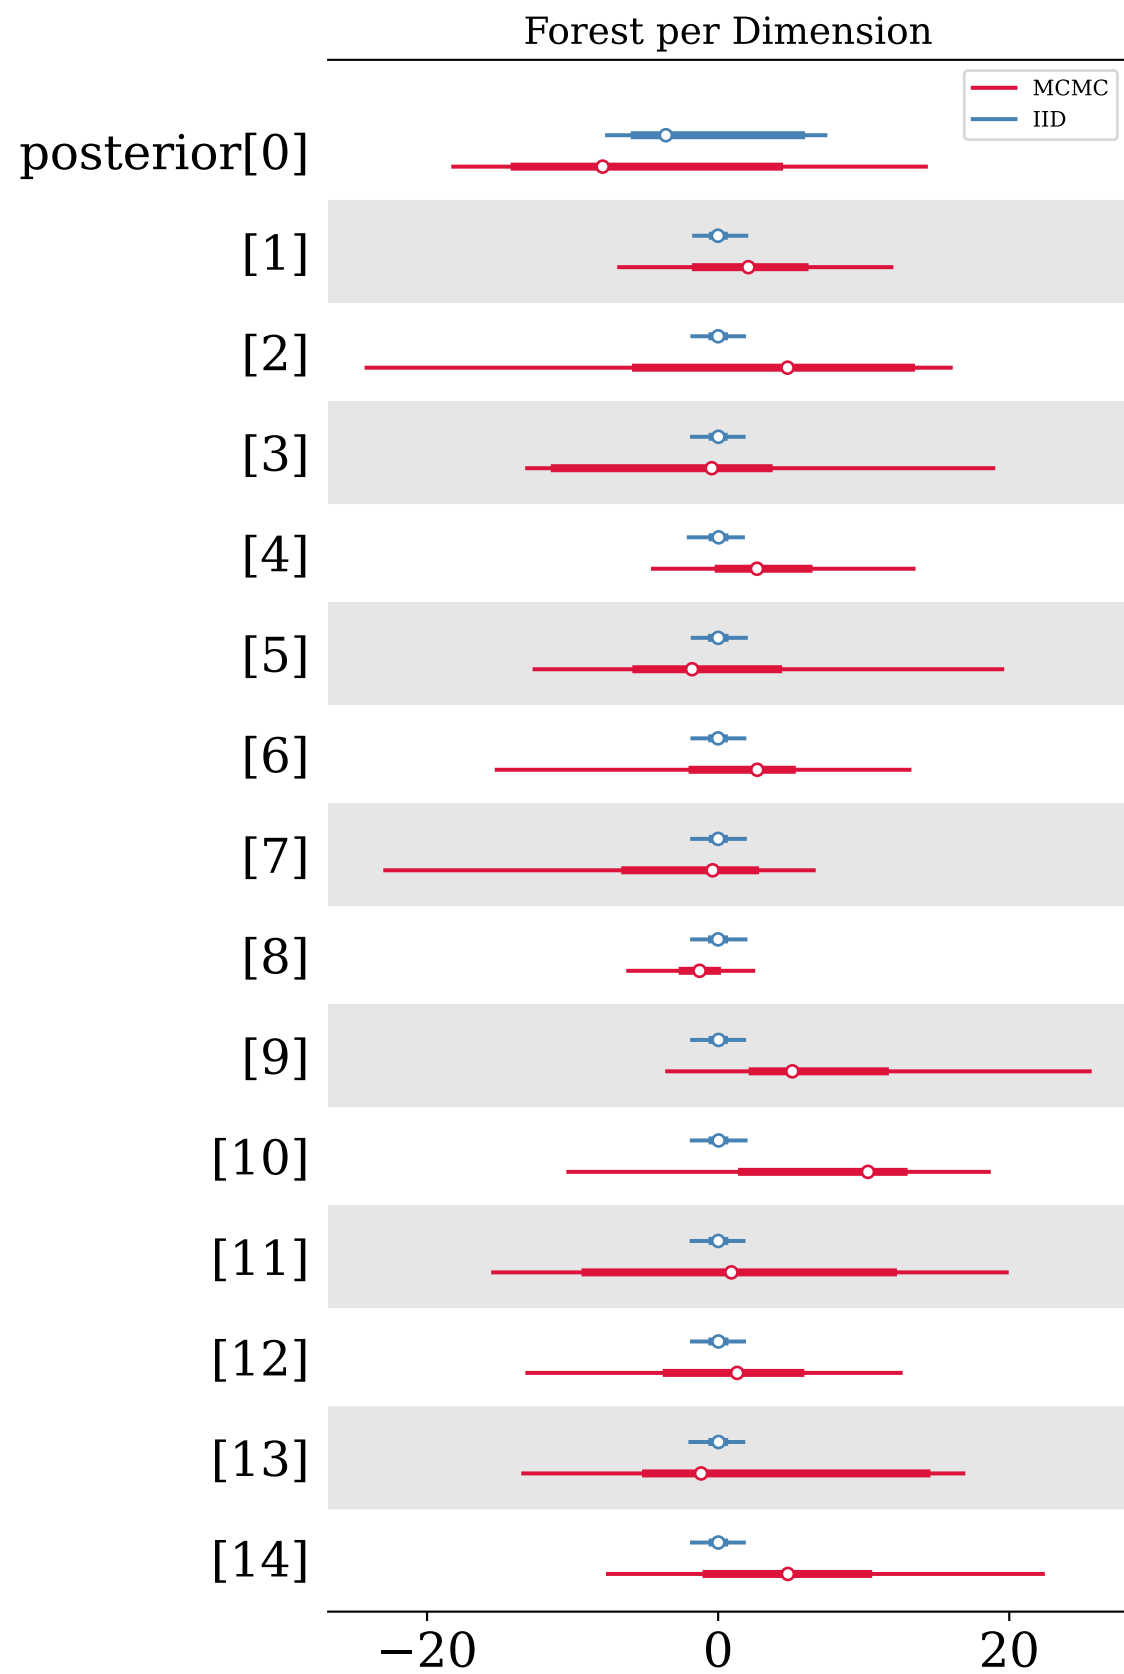 Forest per Dimension
MCMC
IID
posterior[0]
[1]
[2]
[3]
[4]
[5]
[6]
[7]
[8]
[9]
[10]
[11]
[12]
[13]
[14]
−20 0 20